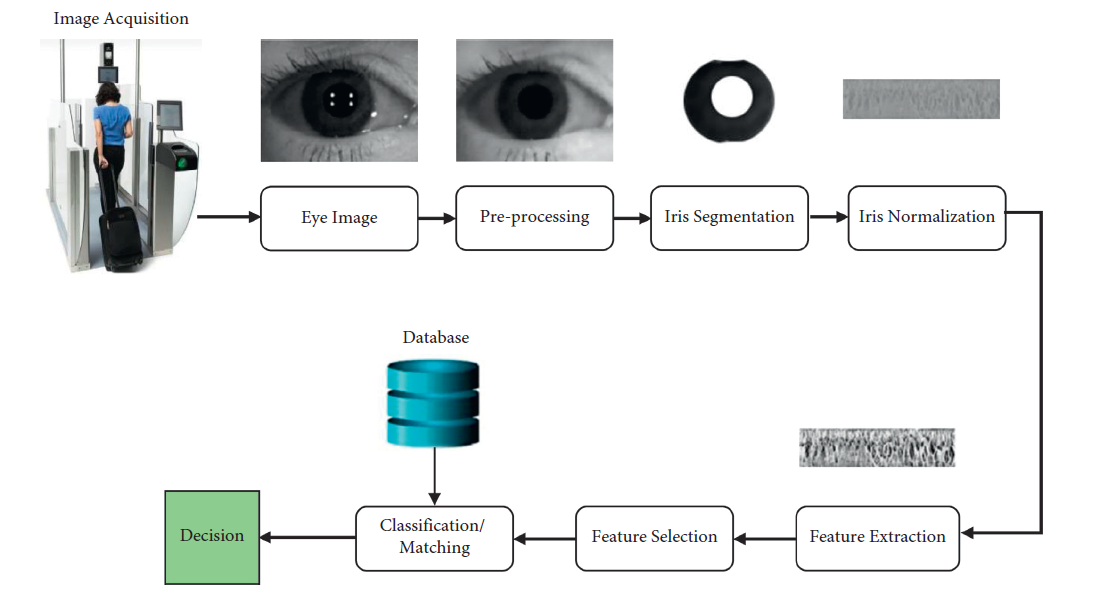 Image Acquisition
Eye Image
Pre-processing
Iris Segmentation
Iris Normalization
Database
Decision
Classification/
Matching
Feature Selection
Feature Extraction